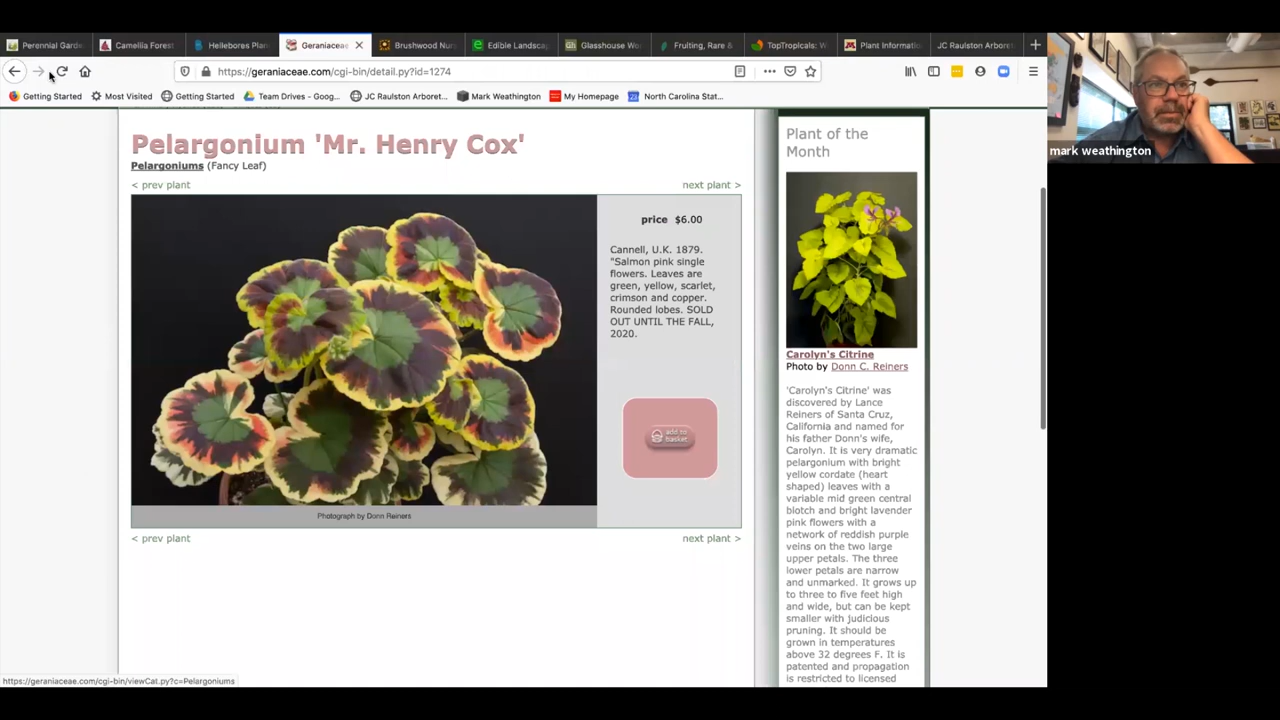 Perennial Garde
Camellia Forest
Hellebores Plan
Geraniaceae
Brushwood Nur
Edible Landsca
Glasshouse Wo
Fruiting, Rare &
TopTropicals: W
Plant Informatio
JC Raulston Arboret
https://geraniaceae.com/cgi-bin/detail.py?id=1274
Getting Started
Most Visited
Getting Started
Team Drives - Goog...
JC Raulston Arboret...
Mark Weathington
My Homepage
North Carolina Stat...
mark weathington
Pelargonium 'Mr. Henry Cox'
Pelargoniums (Fancy Leaf)
< prev plant
next plant >
price $6.00
Cannell, U.K. 1879.
"Salmon pink single
flowers. Leaves are
green, yellow, scarlet,
crimson and copper.
Rounded lobes. SOLD
OUT UNTIL THE FALL,
2020.
add to
basket
Photograph by Donn Reiners
< prev plant
next plant >
Plant of the
Month
Carolyn's Citrine
Photo by Donn C. Reiners
'Carolyn's Citrine' was
discovered by Lance
Reiners of Santa Cruz,
California and named for
his father Donn's wife,
Carolyn. It is very dramatic
pelargonium with bright
yellow cordate (heart
shaped) leaves with a
variable mid green central
blotch and bright lavender
pink flowers with a
network of reddish purple
veins on the two large
upper petals. The three
lower petals are narrow
and unmarked. It grows up
to three to five feet high
and wide, but can be kept
smaller with judicious
pruning. It should be
grown in temperatures
above 32 degrees F. It is
patented and propagation
is restricted to licensed
https://geraniaceae.com/cgi-bin/viewCat.py?c=Pelargoniums